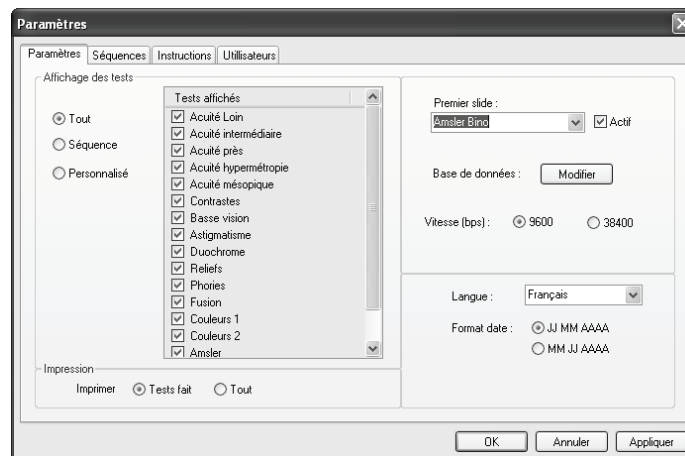 Paramètres
Paramètres Séquences Instructions Utilisateurs
Affichage des tests
Tout
Séquence
Personnalisé
Tests affichés
Acuité Loin
Acuité intermédiaire
Acuité près
Acuité hypermétropie
Acuité mésopique
Contrastes
Basse vision
Astigmatisme
Duochrome
Reliefs
Phories
Fusion
Couleurs 1
Couleurs 2
Amsler
Impression
Imprimer Tests fait Tout
Premier slide :
Amsler Bino Actif
Base de données : Modifier
Vitesse (bps) : 9600 38400
Langue : Français
Format date : JJ MM AAAA
MM JJ AAAA
OK Annuler Appliquer